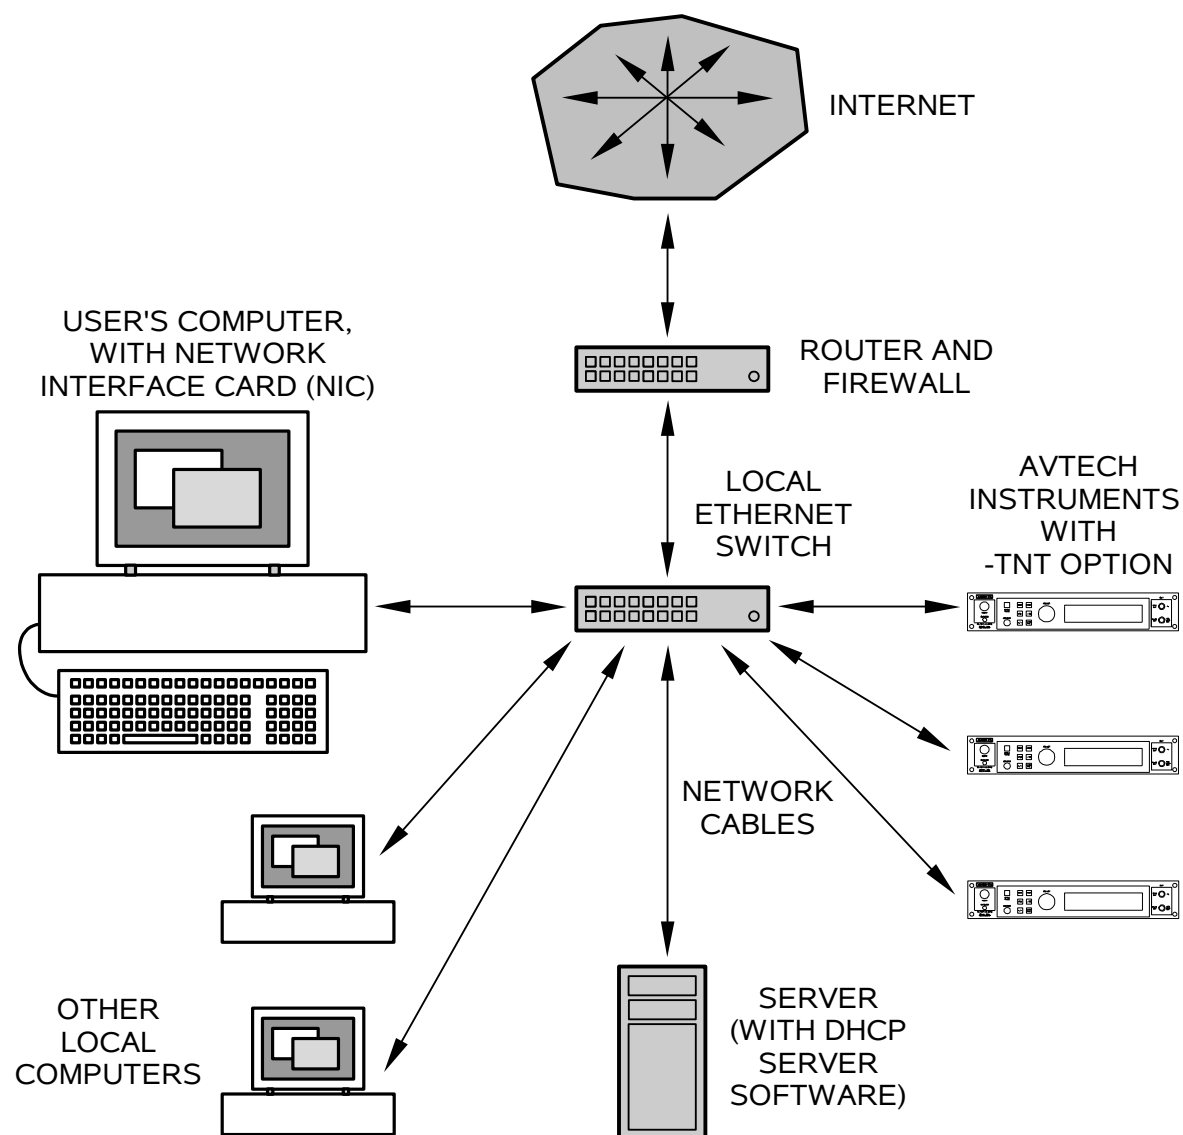 INTERNET
USER'S COMPUTER,
WITH NETWORK
INTERFACE CARD (NIC)
ROUTER AND
FIREWALL
LOCAL
ETHERNET
SWITCH
AVTECH
INSTRUMENTS
WITH
-TNT OPTION
NETWORK
CABLES
OTHER
LOCAL
COMPUTERS
SERVER
(WITH DHCP
SERVER
SOFTWARE)